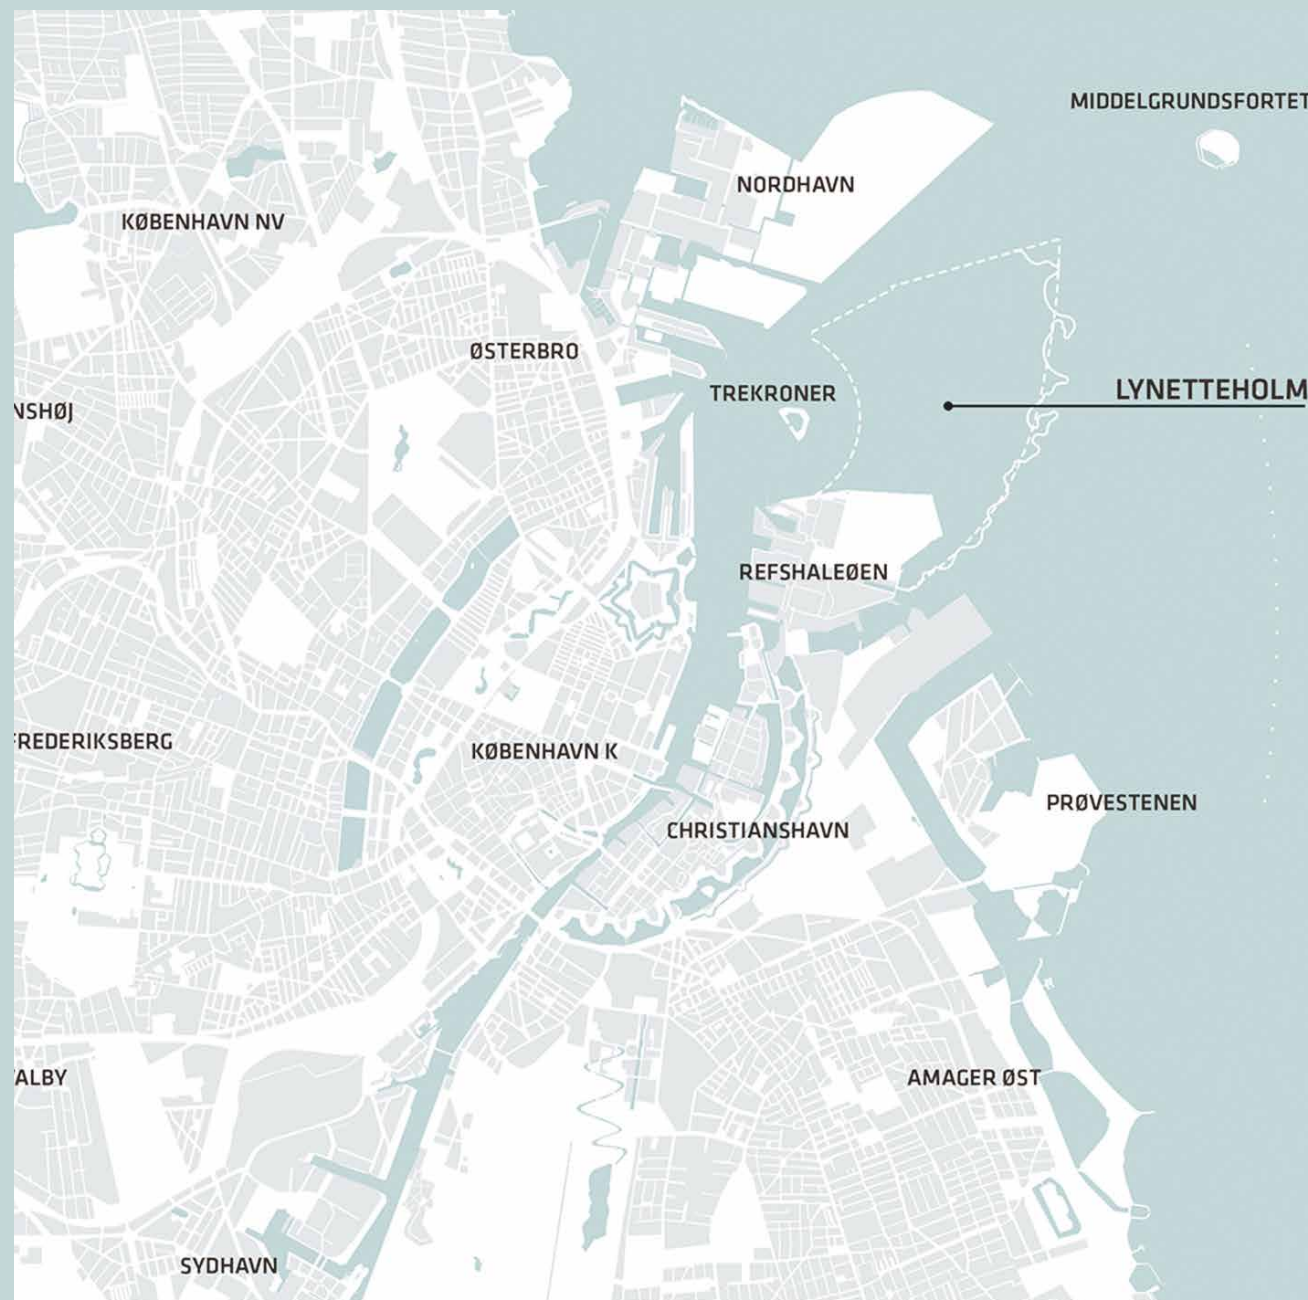 MIDDELGRUNDSFORTET
NORDHAVN
KØBENHAVN NV
ØSTERBRO
TREKRONER
LYNETTEHOLM
NSHØJ
REFSHALEØEN
FREDERIKSBERG
KØBENHAVN K
PRØVESTENEN
CHRISTIANSHAVN
ALBY
AMAGER ØST
SYDHAVN